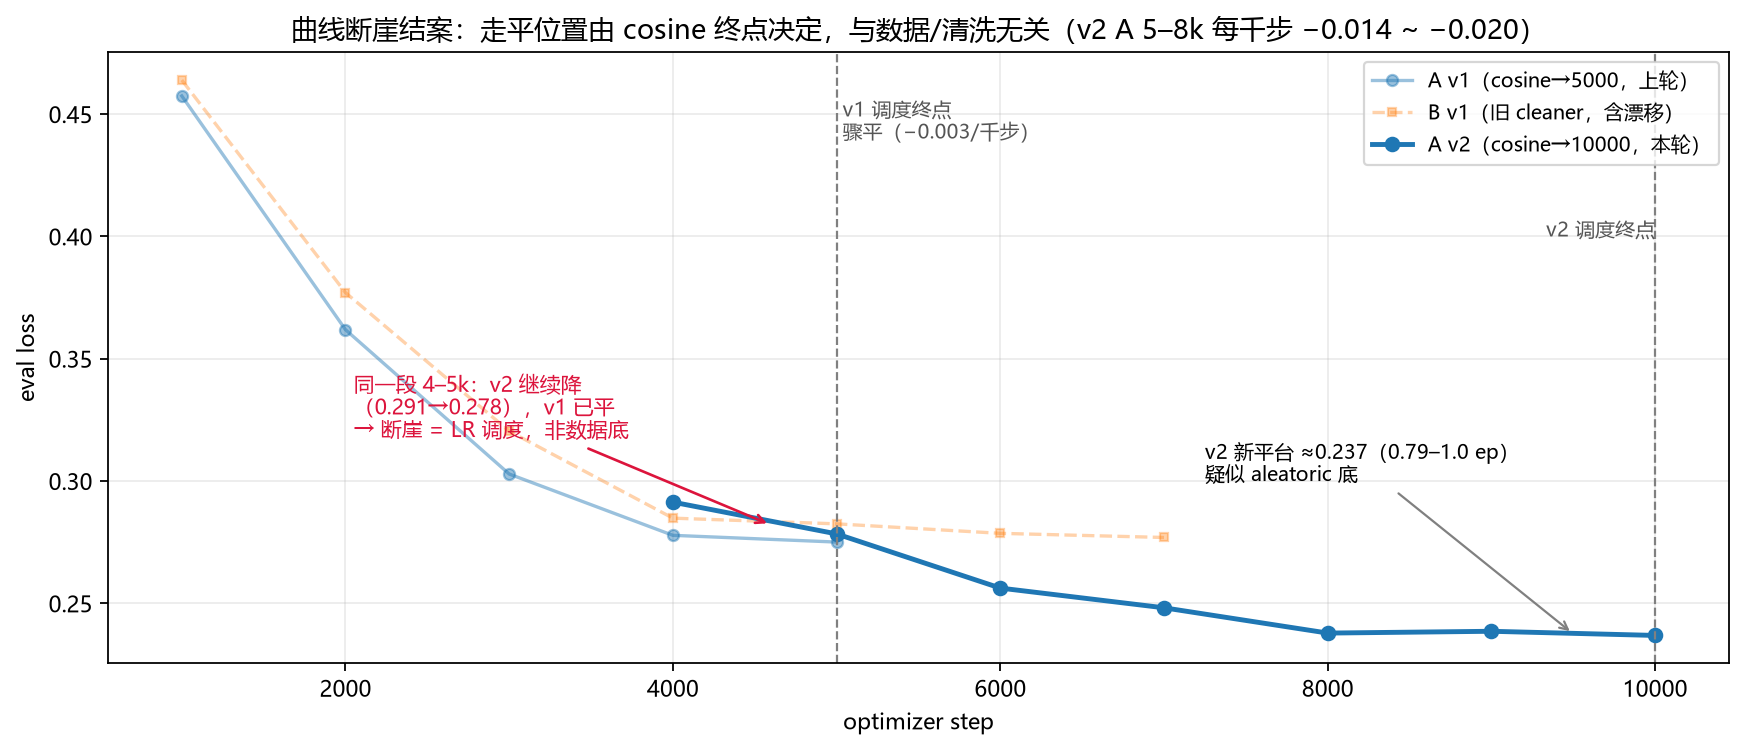 曲线断崖结案：走平位置由 cosine 终点决定，与数据/清洗无关（v2 A 5–8k 每千步 −0.014 ~ −0.020）
A v1（cosine→5000，上轮）
B v1（旧 cleaner，含漂移）
A v2（cosine→10000，本轮）
v1 调度终点
骤平（−0.003/千步）
v2 调度终点
同一段 4–5k：v2 继续降
（0.291→0.278），v1 已平
→ 断崖 = LR 调度，非数据底
v2 新平台 ≈0.237（0.79–1.0 ep）
疑似 aleatoric 底
eval loss
0.45
0.40
0.35
0.30
0.25
2000
4000
6000
8000
10000
optimizer step